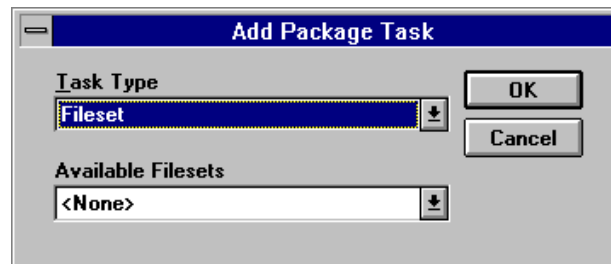 Add Package Task
Task Type
Fileset
OK
Cancel
Available Filesets
<None>